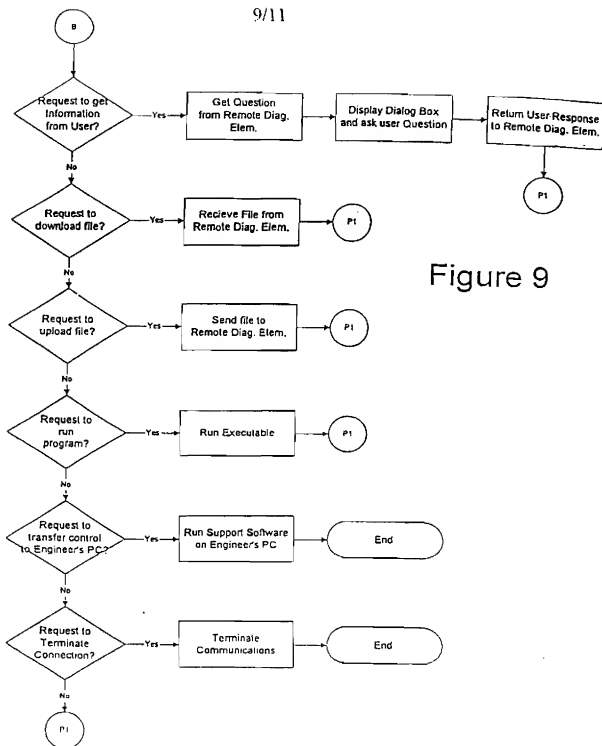 9/11
B
Request to get
Information
from User?
Yes
Get Question
from Remote Diag.
Elem.
Display Dialog Box
and ask user Question
Return User Response
to Remote Diag. Elem.
P1
No
Request to
download file?
Yes
Recieve File from
Remote Diag. Elem.
P1
Figure 9
No
Request to
upload file?
Yes
Send file to
Remote Diag. Elem.
P1
No
Request to
run
program?
Yes
Run Executable
P1
No
Request to
transfer control
to Engineer's PC?
Yes
Run Support Software
on Engineer's PC
End
No
Request to
Terminate
Connection?
Yes
Terminate
Communications
End
No
P1